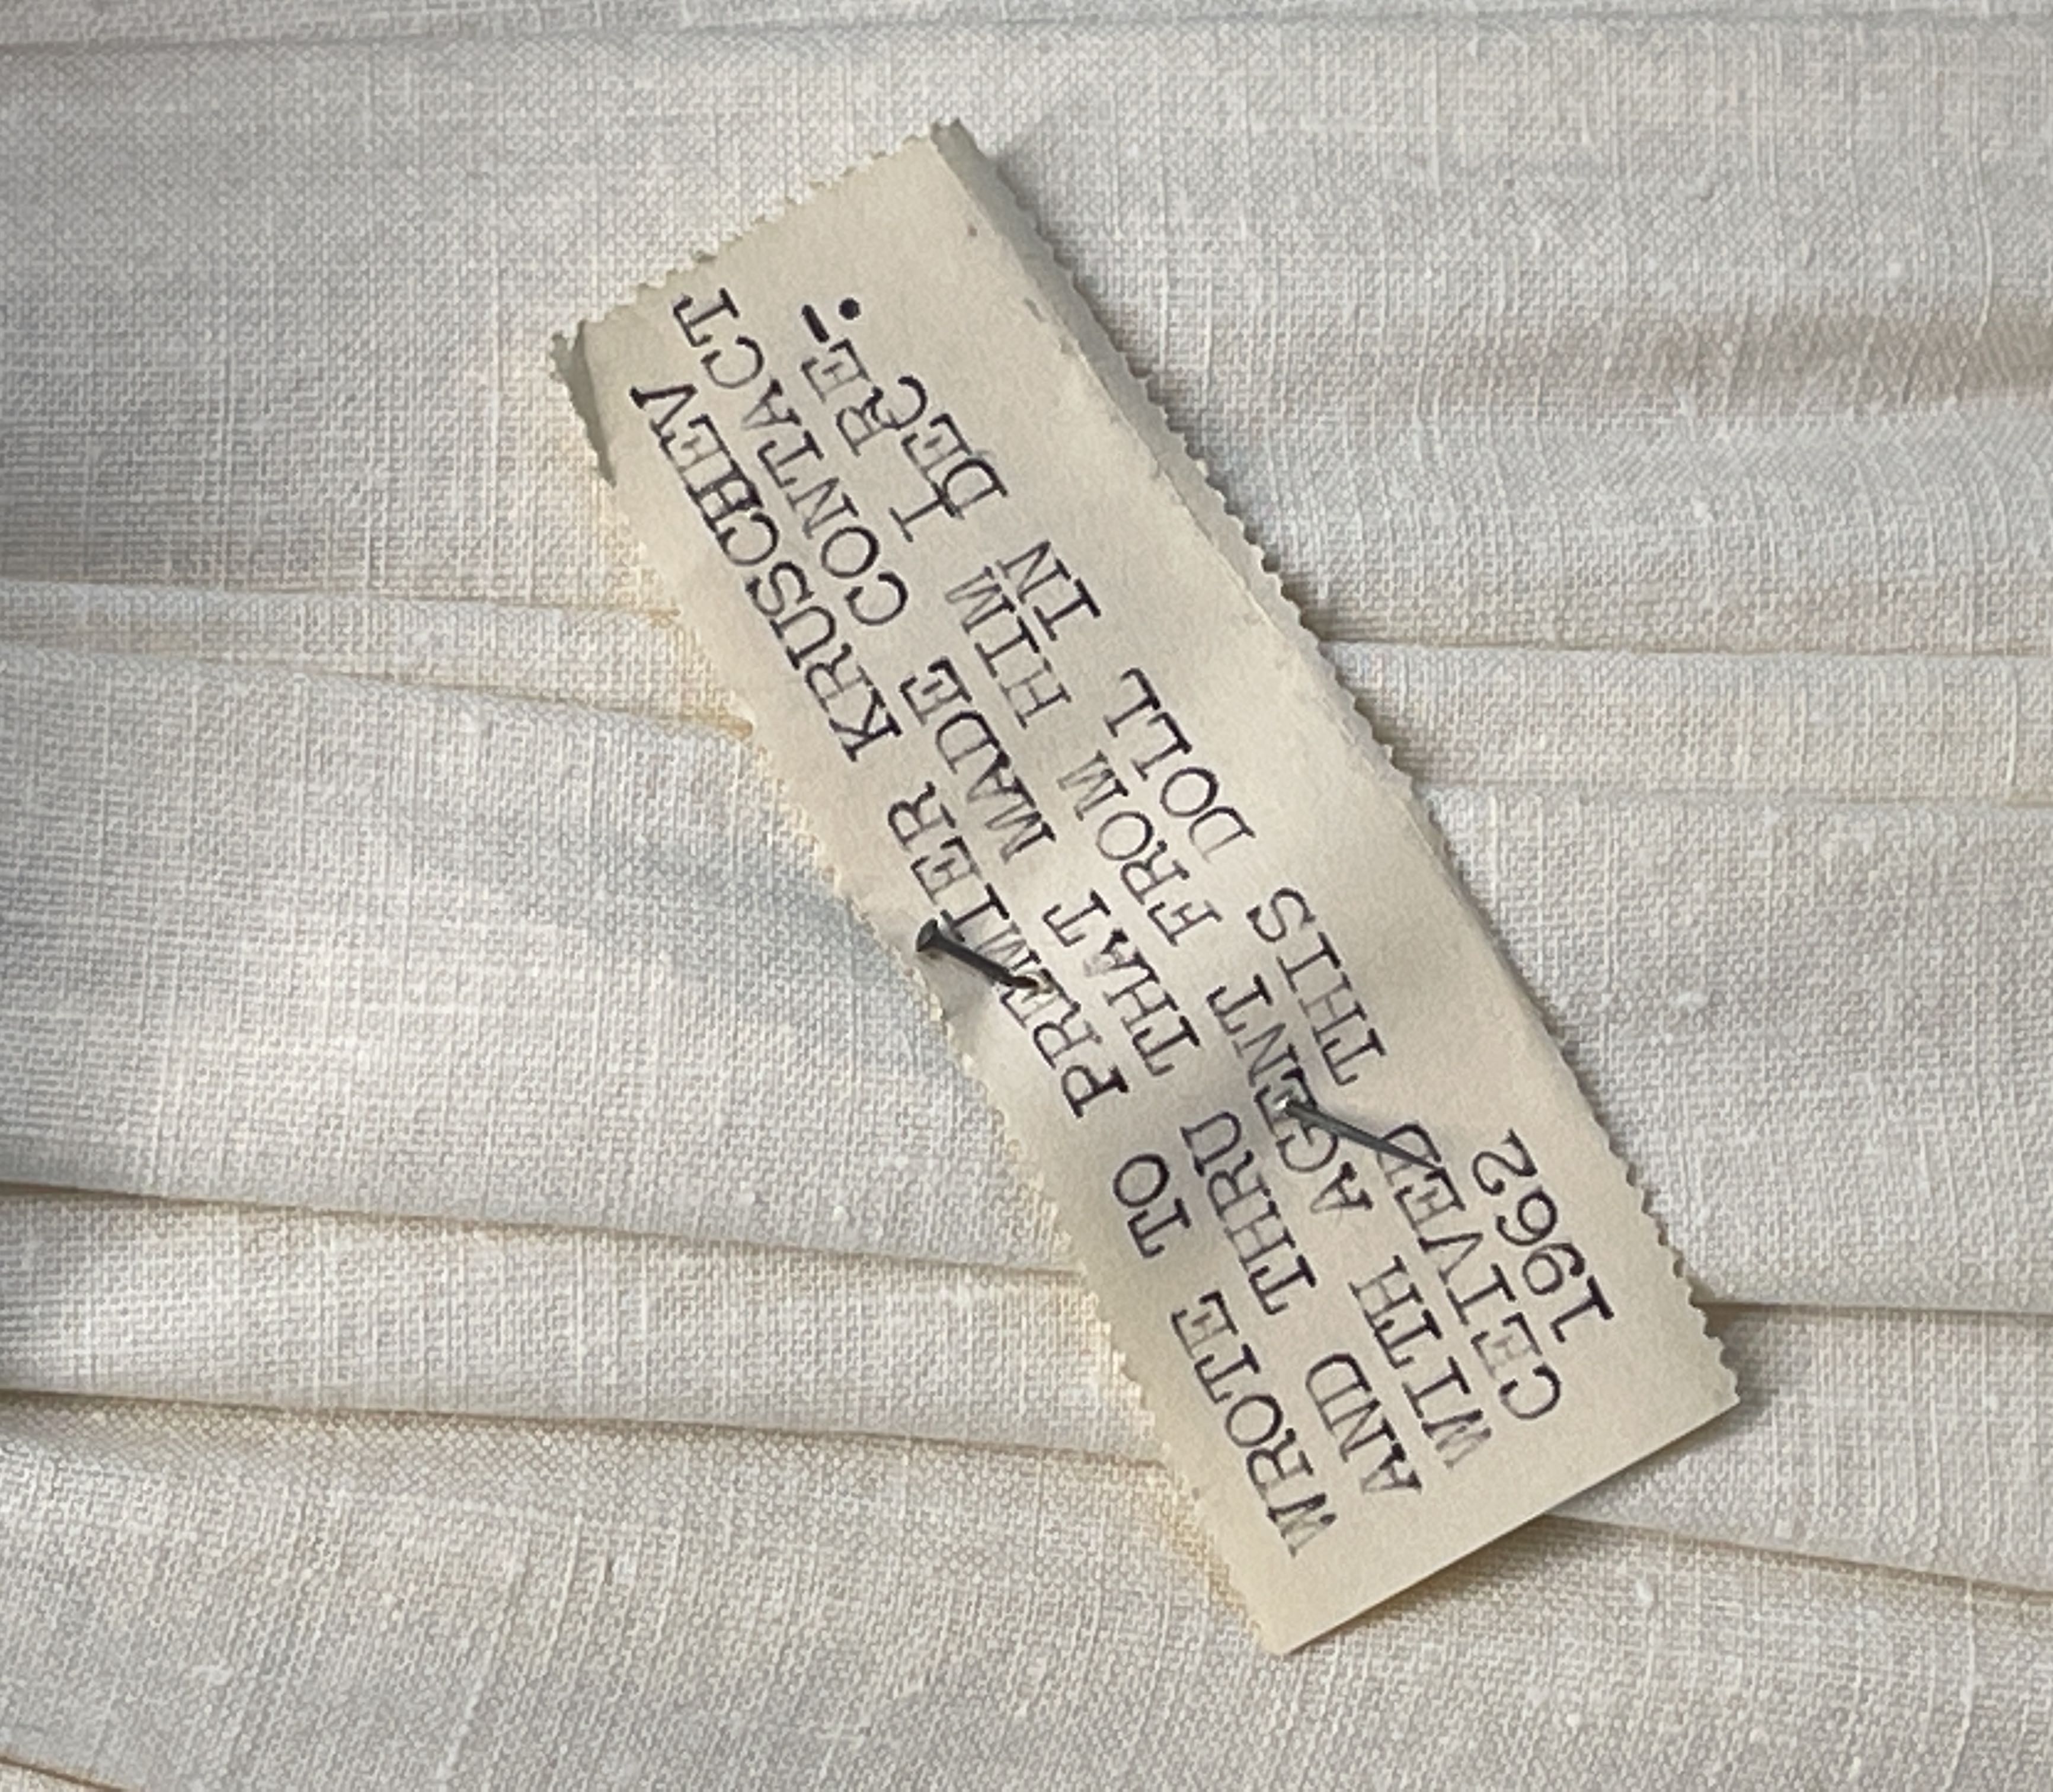 WROTE TO PREMIER KRUSCHEV
AND THRU THAT MADE CONTACT
WITH AGENT FROM HIM I RE-
CEIVED THIS DOLL IN DEC.
1962